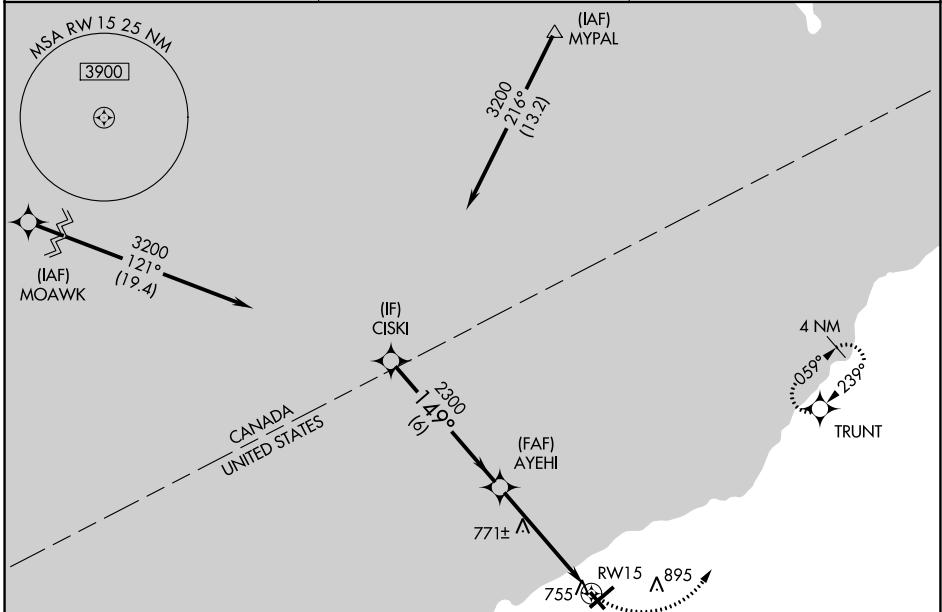 MSA RW 15 25 NM
3900
(IAF)
MYPAL
3200
216°
(13.2)
3200
121°
(19.4)
(IAF)
MOAWK
(IF)
CISKI
4 NM
059°
239°
TRUNT
2300
149°
(6)
CANADA
UNITED STATES
(FAF)
AYEHI
771±
RW15
755
895